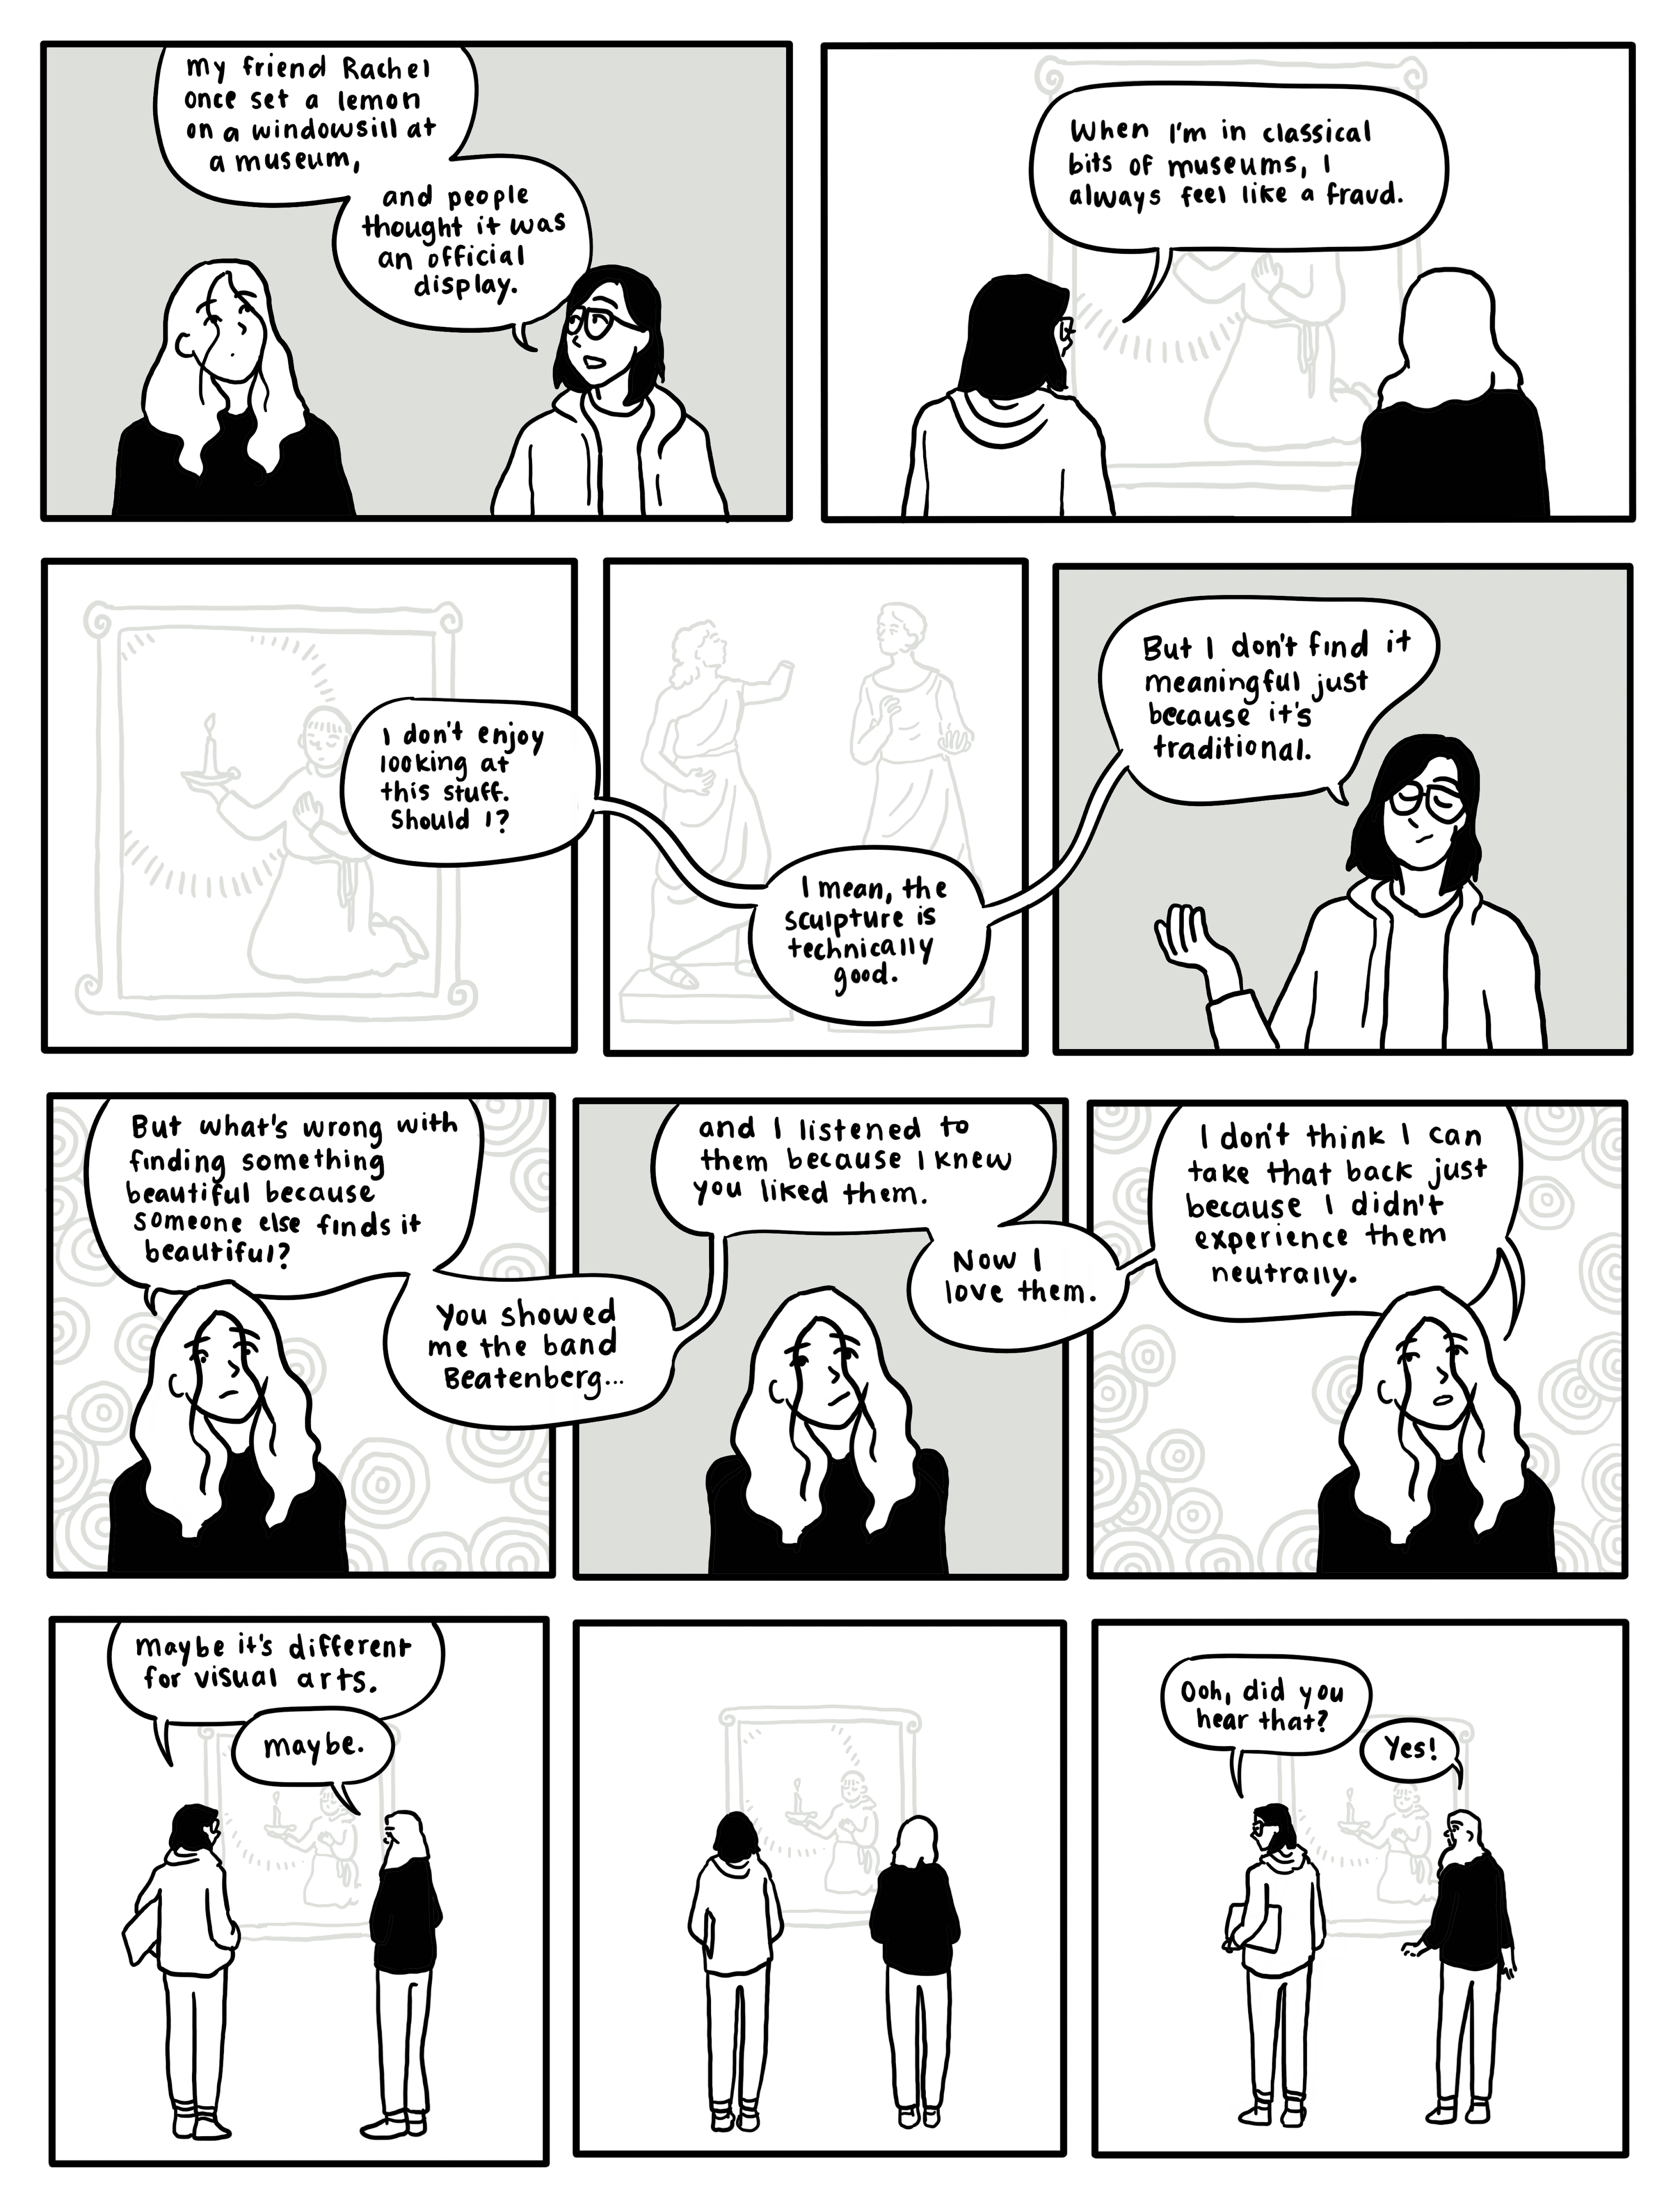 my friend Rachel
once set a lemon
on a windowsill at
a museum,
and people
thought it was
an official
display.
When I'm in classical
bits of museums, I
always feel like a fraud.
I don't enjoy
looking at
this stuff.
Should I?
I mean, the
sculpture is
technically
good.
But I don't find it
meaningful just
because it's
traditional.
But what's wrong with
finding something
beautiful because
someone else finds it
beautiful?
You showed
me the band
Beatenberg...
and I listened to
them because I knew
you liked them.
Now I
love them.
I don't think I can
take that back just
because I didn't
experience them
neutrally.
maybe it's different
for visual arts.
maybe.
Ooh, did you
hear that?
Yes!